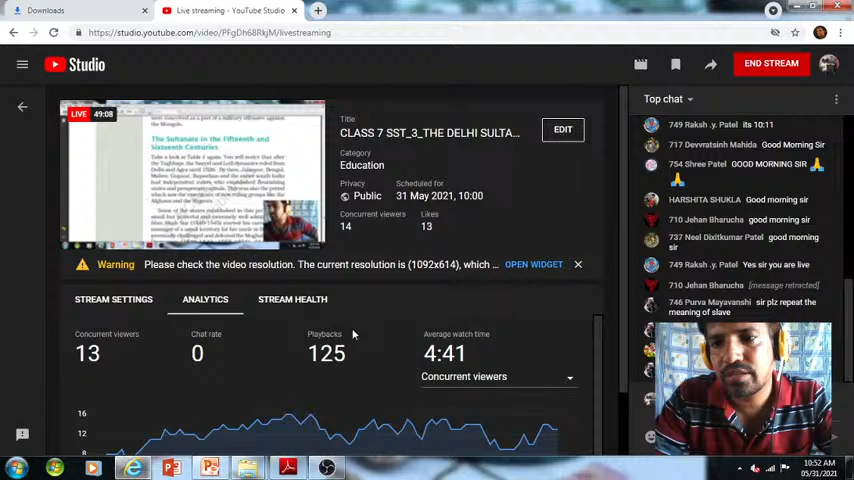 Downloads
Live streaming - YouTube Studio
https://studio.youtube.com/video/PFgDh68RkjM/livestreaming
Studio
END STREAM
LIVE 49:08
The Sultanate in the Fifteenth and
Sixteenth Centuries
Title
CLASS 7 SST_3_THE DELHI SULTA...
EDIT
Category
Education
Privacy
Public
Scheduled for
31 May 2021, 10:00
Concurrent viewers
14
Likes
13
Warning Please check the video resolution. The current resolution is (1092x614), which ... OPEN WIDGET
STREAM SETTINGS
ANALYTICS
STREAM HEALTH
Concurrent viewers
13
Chat rate
0
Playbacks
125
Average watch time
4:41
Concurrent viewers
16
12
8
Top chat
749 Raksh .y. Patel its 10:11
717 Devvratsinh Mahida Good Morning Sir
754 Shree Patel GOOD MORNING SIR
HARSHITA SHUKLA Good morning sir
710 Jehan Bharucha good morning sir
737 Neel Dixitkumar Patel good morning
sir
749 Raksh .y. Patel Yes sir you are live
710 Jehan Bharucha [message retracted]
746 Purva Mayavanshi sir plz repeat the
meaning of slave
10:52 AM
05/31/2021